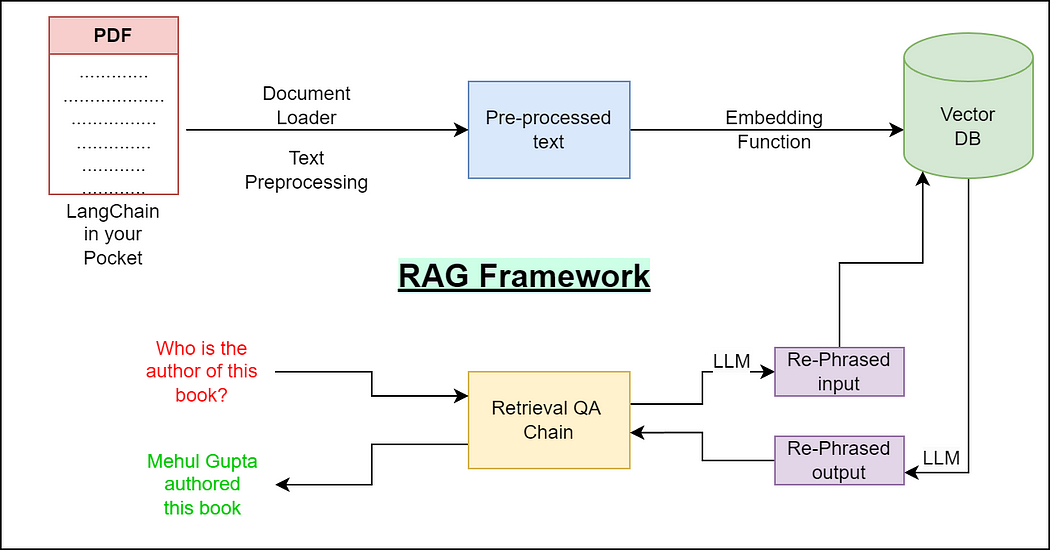 PDF
.............
...................
................
..............
............
............
LangChain
in your
Pocket
Document
Loader
Text
Preprocessing
Pre-processed
text
Embedding
Function
Vector
DB
RAG Framework
Who is the
author of this
book?
Mehul Gupta
authored
this book
Retrieval QA
Chain
LLM
Re-Phrased
input
Re-Phrased
output
LLM